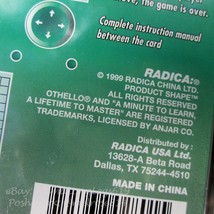 move, the game is over.
Complete instruction manual
between the card
RADICA:®
© 1999 RADICA CHINA LTD.
PRODUCT SHAPE™
ALL RIGHTS RESERVED
OTHELLO® AND "A MINUTE TO LEARN,
A LIFETIME TO MASTER" ARE REGISTERED
TRADEMARKS, LICENSED BY ANJAR CO.
Distributed by:
RADICA USA Ltd.
13628-A Beta Road
Dallas, TX 75244-4510
MADE IN CHINA